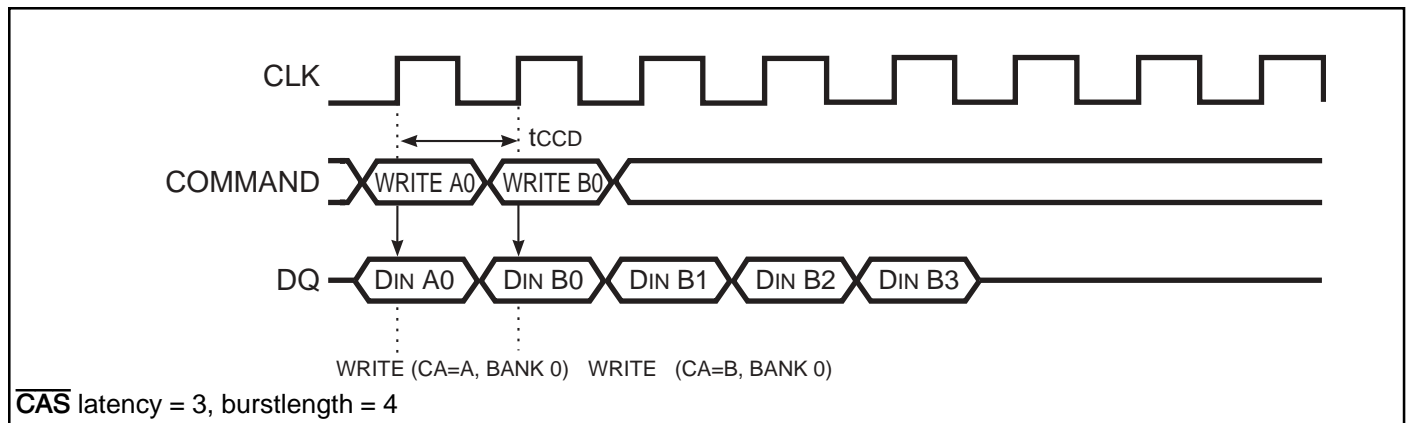 CLK
tCCD
COMMAND WRITE A0 WRITE B0
DQ DIN A0 DIN B0 DIN B1 DIN B2 DIN B3
WRITE (CA=A, BANK 0) WRITE (CA=B, BANK 0)
CAS latency = 3, burstlength = 4